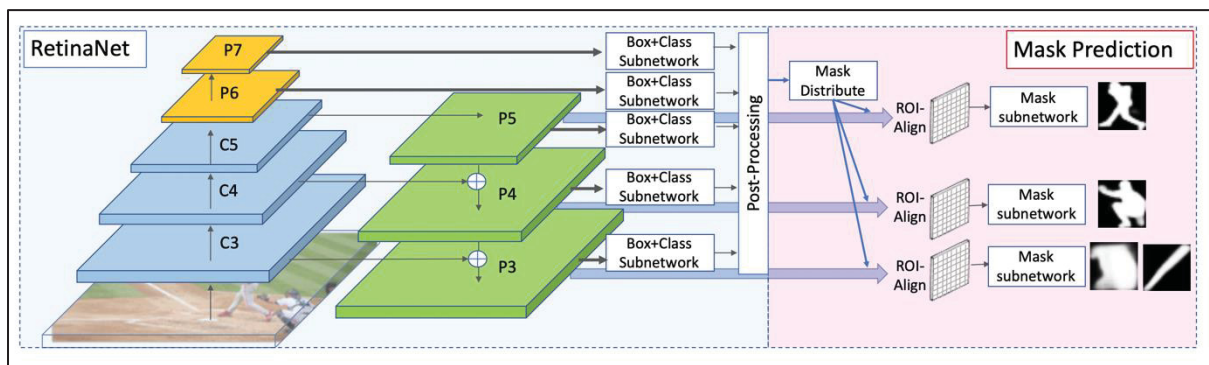 RetinaNet
P7
P6
C5
C4
C3
P5
P4
P3
Box+Class
Subnetwork
Box+Class
Subnetwork
Box+Class
Subnetwork
Box+Class
Subnetwork
Box+Class
Subnetwork
Post-Processing
Mask Prediction
Mask
Distribute
ROI-
Align
Mask
subnetwork
ROI-
Align
Mask
subnetwork
ROI-
Align
Mask
subnetwork